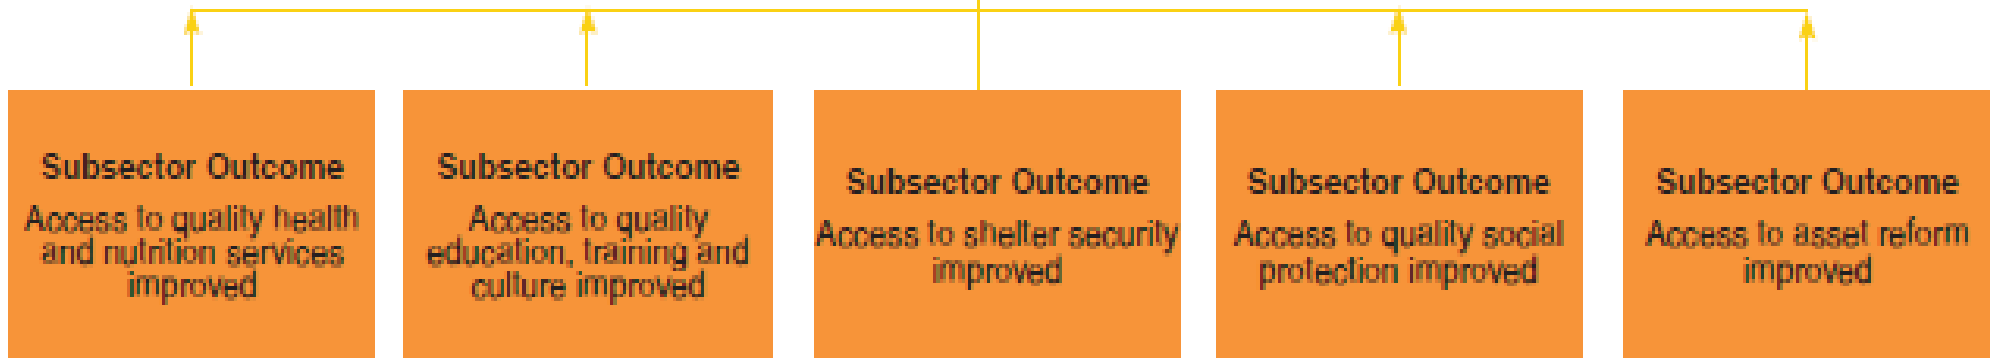 Subsector Outcome
Access to quality health
and nutrition services
improved
Subsector Outcome
Access to quality
education, training and
culture improved
Subsector Outcome
Access to shelter security
improved
Subsector Outcome
Access to quality social
protection improved
Subsector Outcome
Access to asset reform
improved